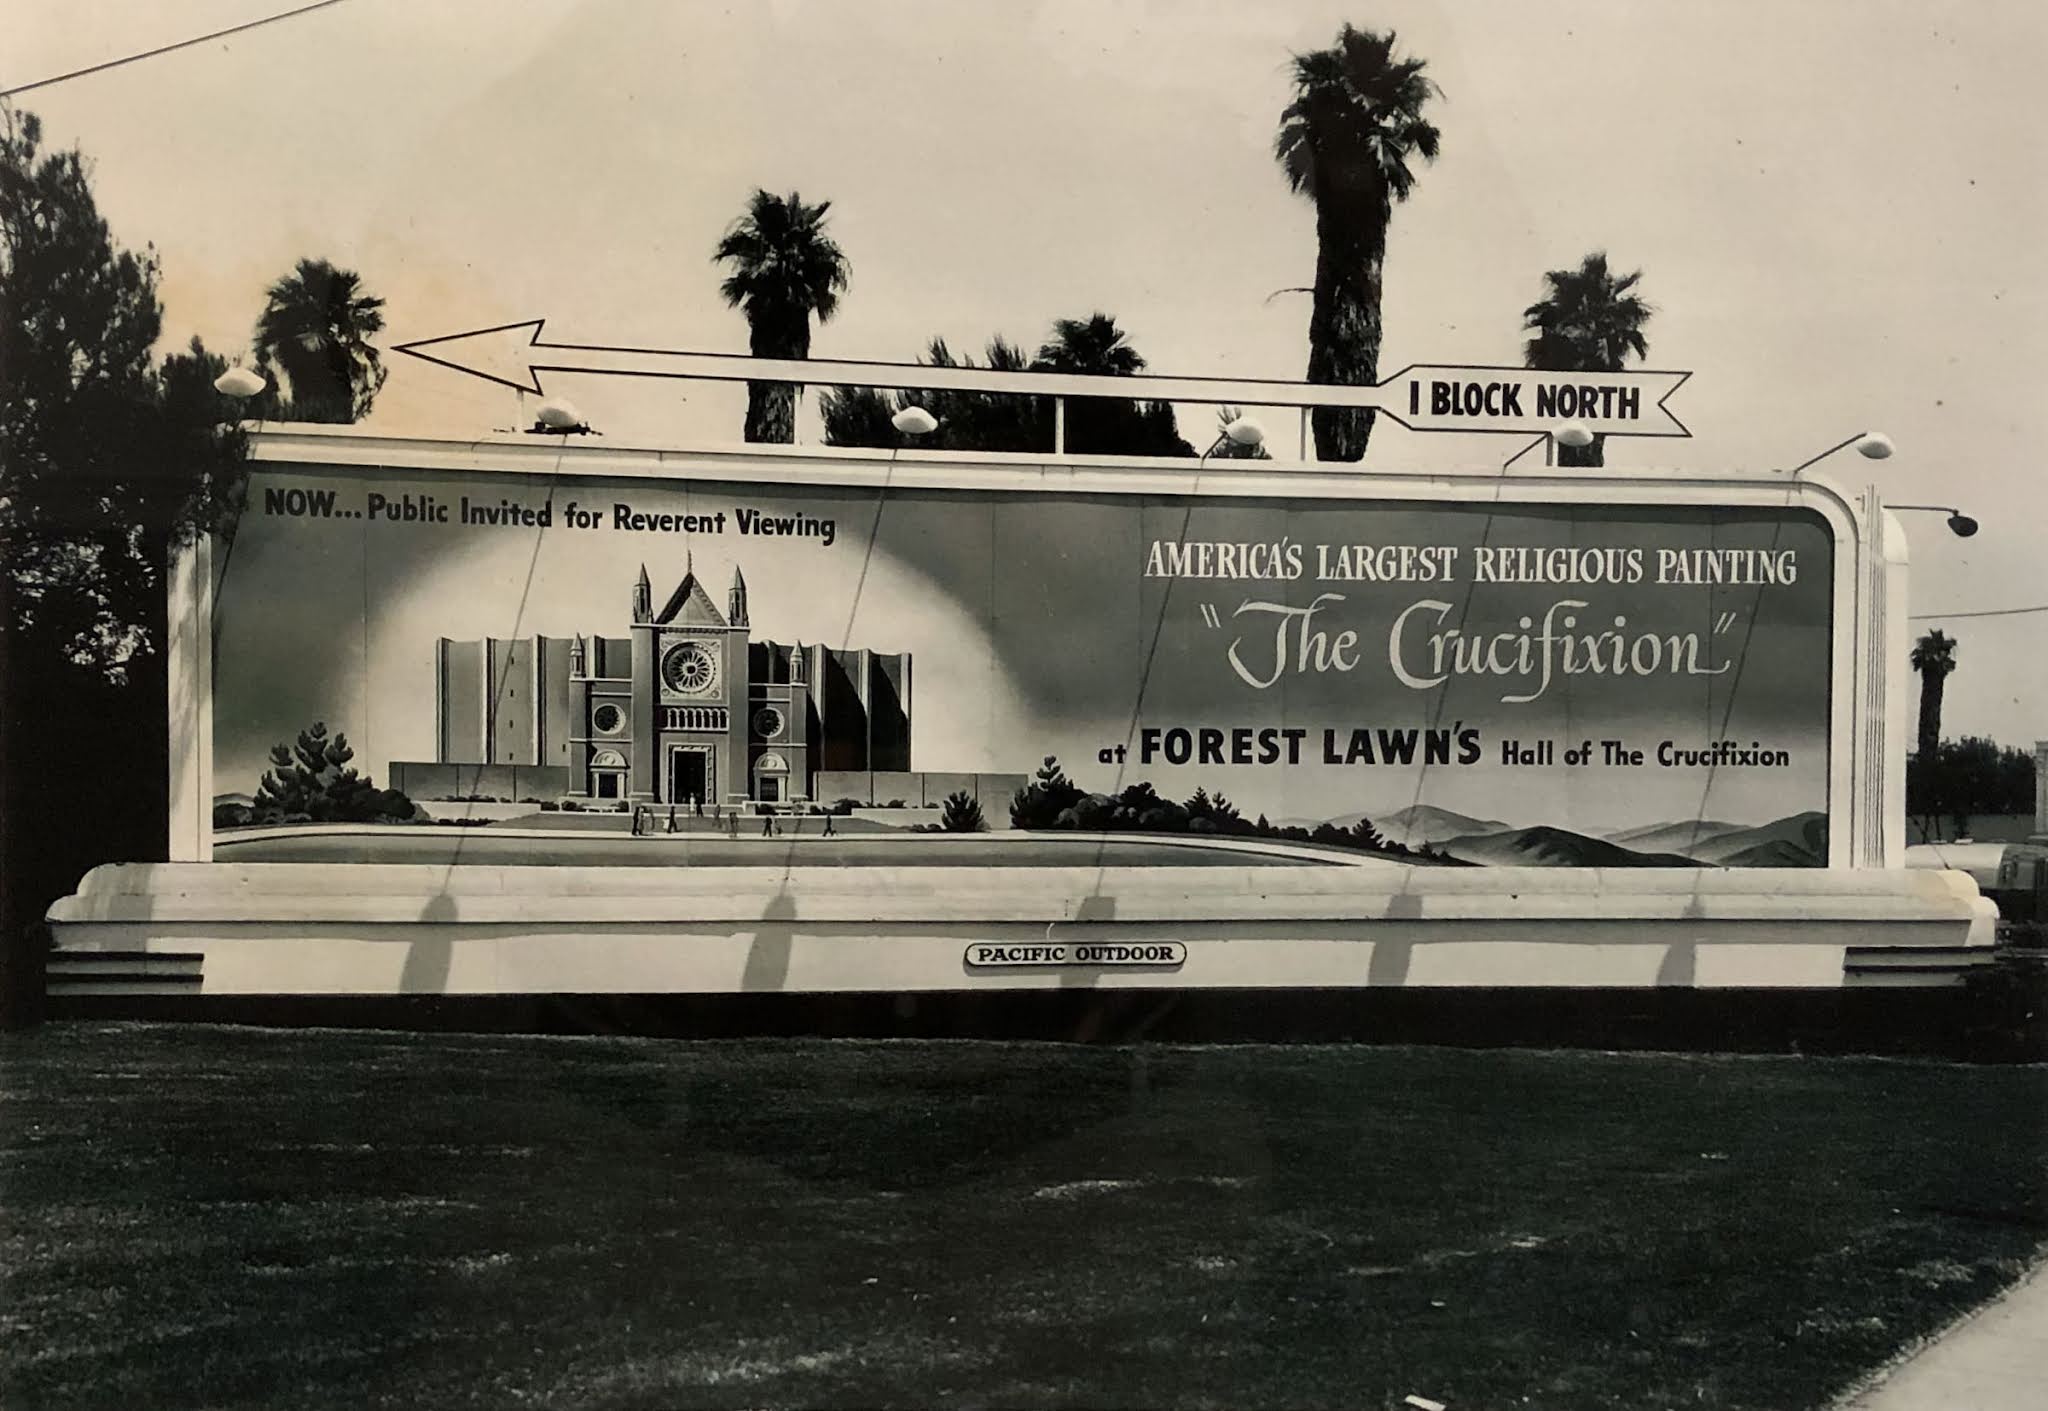 1 BLOCK NORTH
NOW... Public Invited for Reverent Viewing
AMERICA'S LARGEST RELIGIOUS PAINTING
"The Crucifixion"
at FOREST LAWN'S Hall of The Crucifixion
PACIFIC OUTDOOR